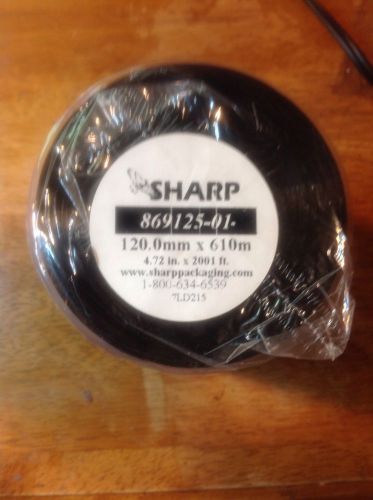 SHARP
869125-01-
120.0mm x 610m
4.72 in. x 2001 ft.
www.sharppackaging.com
1-800-634-6539
7LD215